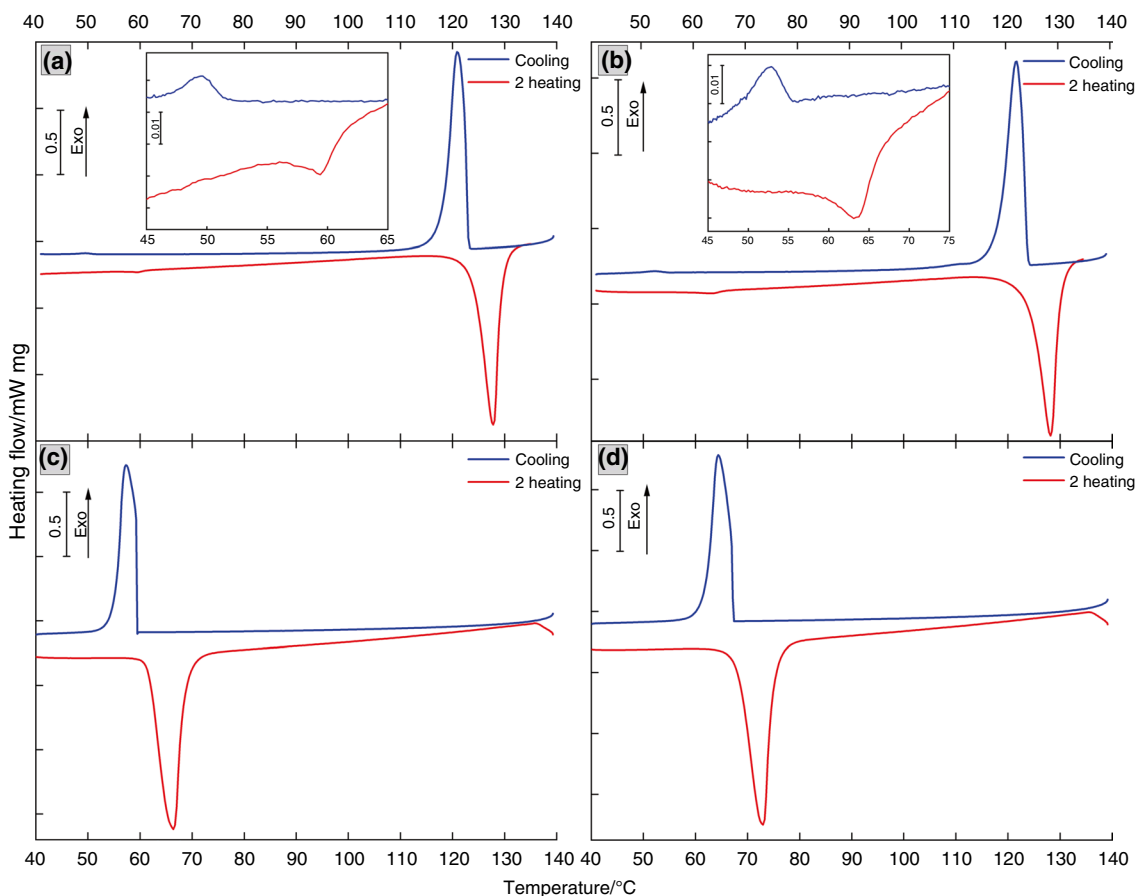 40 50 60 70 80 90 100 110 120 130 140
50 60 70 80 90 100 110 120 130 140
(a)
Cooling
2 heating
0.5
Exo
0.01
45 50 55 60 65
(b)
Cooling
2 heating
0.5
Exo
0.01
45 50 55 60 65 70 75
Heating flow/mW mg
(c)
Cooling
2 heating
0.5
Exo
(d)
Cooling
2 heating
0.5
Exo
40 50 60 70 80 90 100 110 120 130 40 50 60 70 80 90 100 110 120 130 140
Temperature/°C